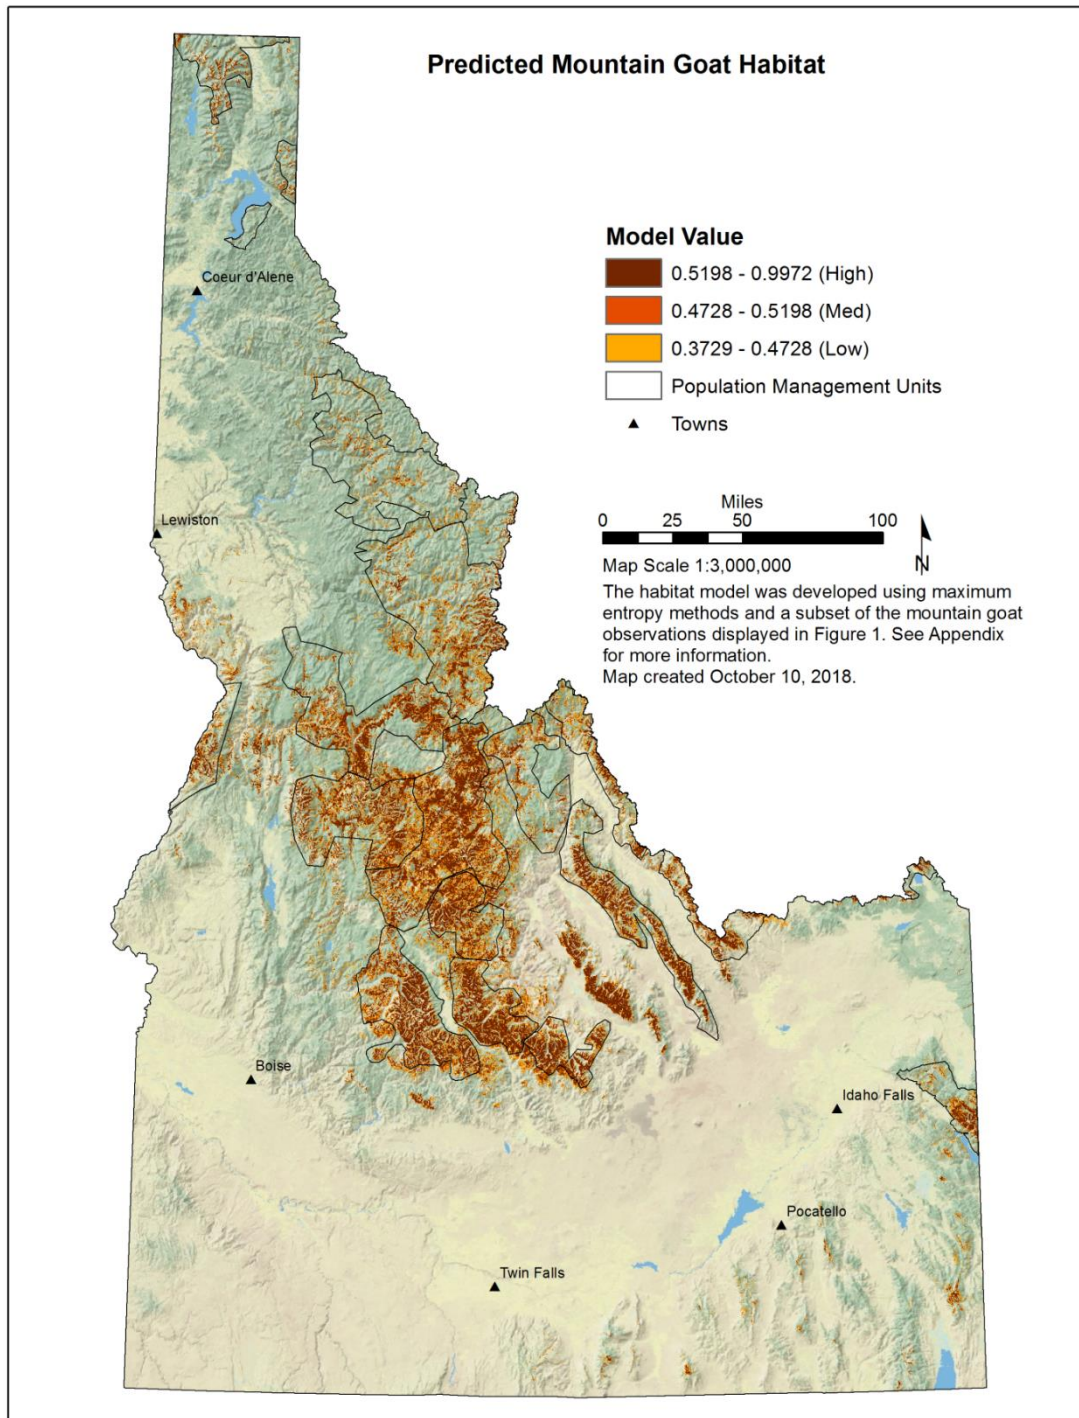 Predicted Mountain Goat Habitat
Model Value
0.5198 - 0.9972 (High)
0.4728 - 0.5198 (Med)
0.3729 - 0.4728 (Low)
Population Management Units
Towns
Coeur d'Alene
Miles
0 25 50 100
Map Scale 1:3,000,000
N
The habitat model was developed using maximum
entropy methods and a subset of the mountain goat
observations displayed in Figure 1. See Appendix
for more information.
Map created October 10, 2018.
Lewiston
Boise
Idaho Falls
Pocatello
Twin Falls